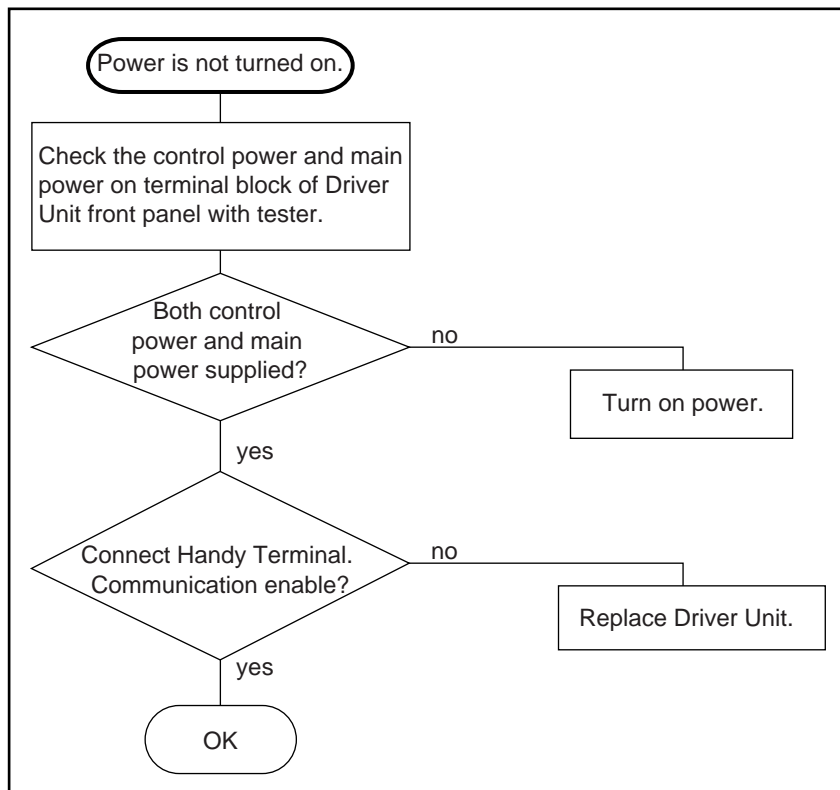 Power is not turned on.
Check the control power and main
power on terminal block of Driver
Unit front panel with tester.
Both control
power and main
power supplied?
no
Turn on power.
yes
Connect Handy Terminal.
Communication enable?
no
Replace Driver Unit.
yes
OK